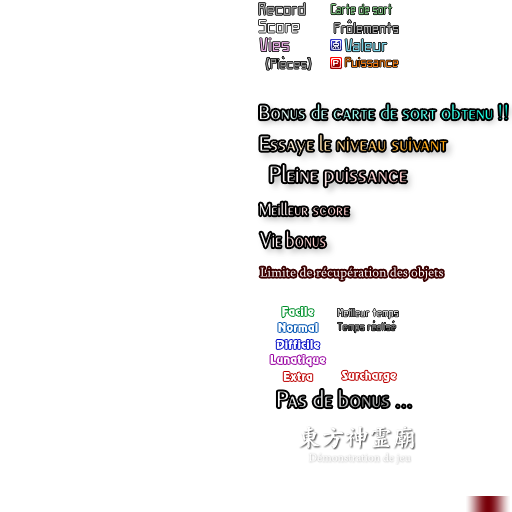 Record
Carte de sort
Score
Frôlements
Vies
Valeur
(Pièces)
P Puissance
Bonus de carte de sort obtenu !!
Essaye le niveau suivant
Pleine puissance
Meilleur score
Vie bonus
Limite de récupération des objets
Facile
Meilleur temps
Normal
Temps réalisé
Difficile
Lunatique
Extra
Surcharge
Pas de bonus ...
東方神霊廟
Démonstration de jeu